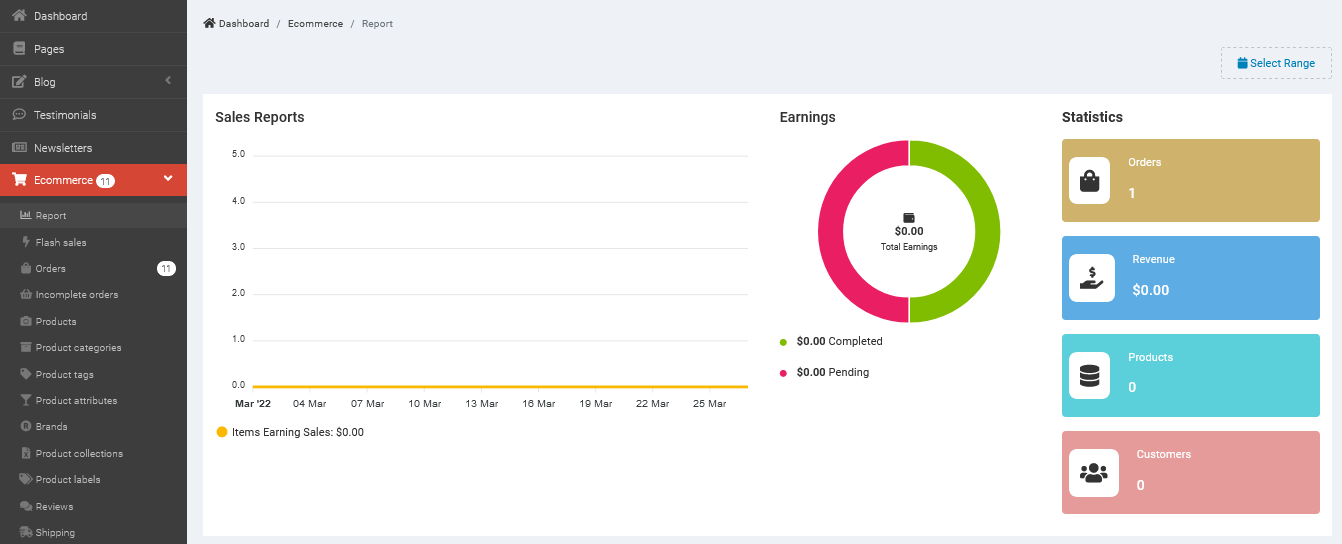 Dashboard
Pages
Blog
Testimonials
Newsletters
Ecommerce 11
Report
Flash sales
Orders 11
Incomplete orders
Products
Product categories
Product tags
Product attributes
Brands
Product collections
Product labels
Reviews
Shipping
Dashboard / Ecommerce / Report
Select Range
Sales Reports
5.0
4.0
3.0
2.0
1.0
0.0
Mar '22 04 Mar 07 Mar 10 Mar 13 Mar 16 Mar 19 Mar 22 Mar 25 Mar
Items Earning Sales: $0.00
Earnings
$0.00
Total Earnings
$0.00 Completed
$0.00 Pending
Statistics
Orders
1
Revenue
$0.00
Products
0
Customers
0